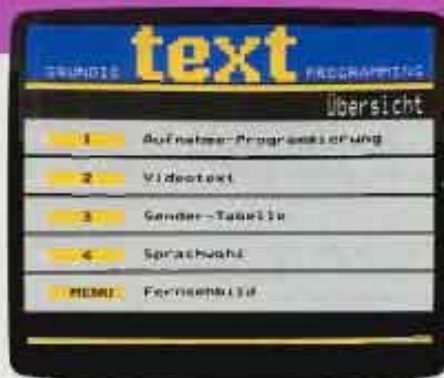 GRUNDIG text PROGRAMMING
Übersicht
1 Aufnahme-Programmierung
2 Videotext
3 Sender-Tabelle
4 Sprachwahl
MENU Fernsehbild